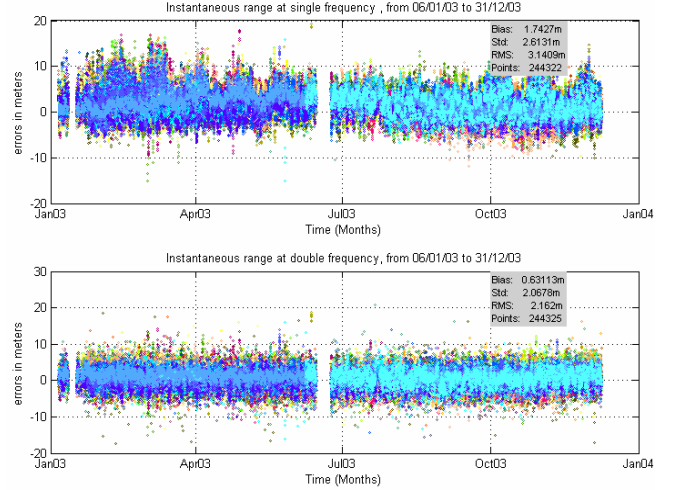 Instantaneous range at single frequency , from 06/01/03 to 31/12/03
Bias: 1.7427m
Std: 2.6131m
RMS: 3.1409m
Points: 244322
20
10
0
-10
-20
errors in meters
Jan03 Apr03 Jul03 Oct03 Jan04
Time (Months)
Instantaneous range at double frequency, from 06/01/03 to 31/12/03
Bias: 0.63113m
Std: 2.0678m
RMS: 2.162m
Points: 244325
30
20
10
0
-10
-20
errors in meters
Jan03 Apr03 Jul03 Oct03 Jan04
Time (Months)